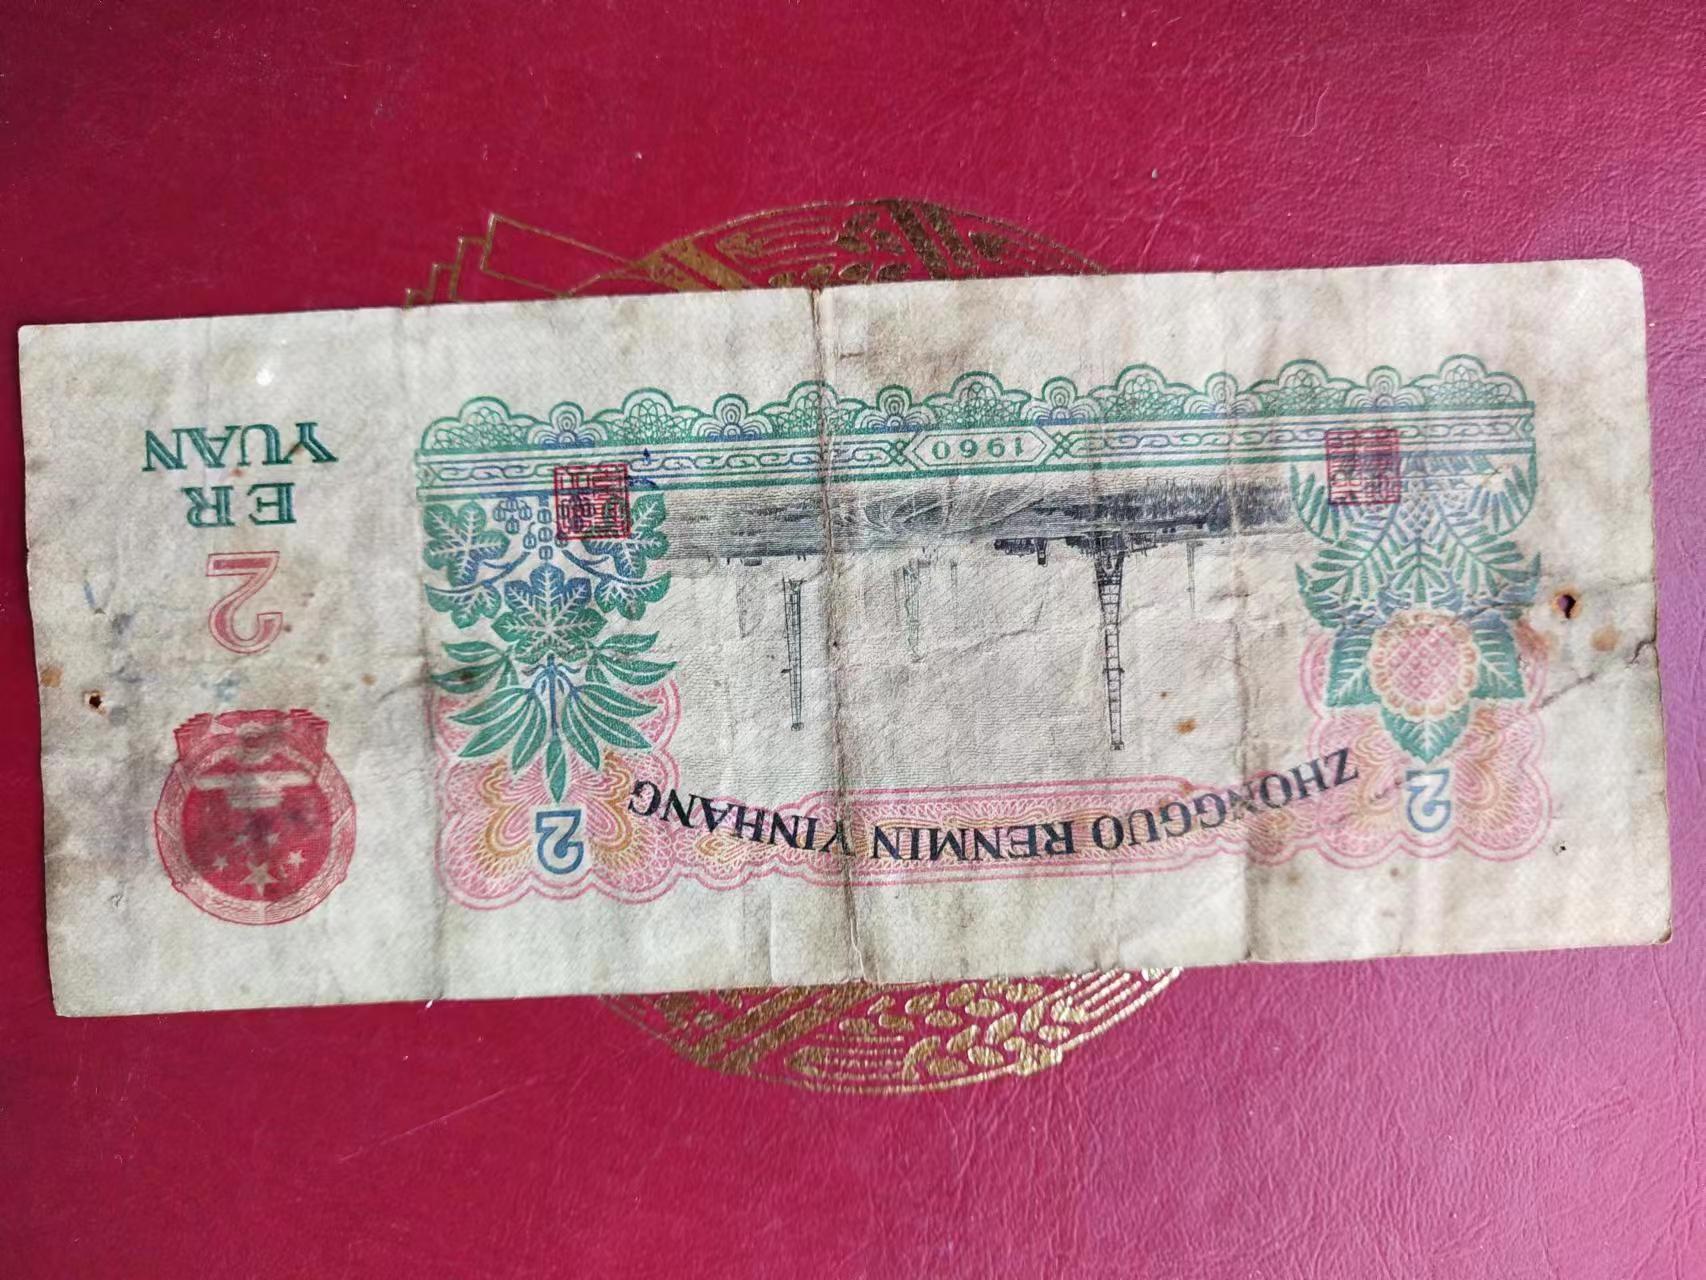 ZHONGGUO RENMIN YINHANG
2
2
2
ER
YUAN
1960